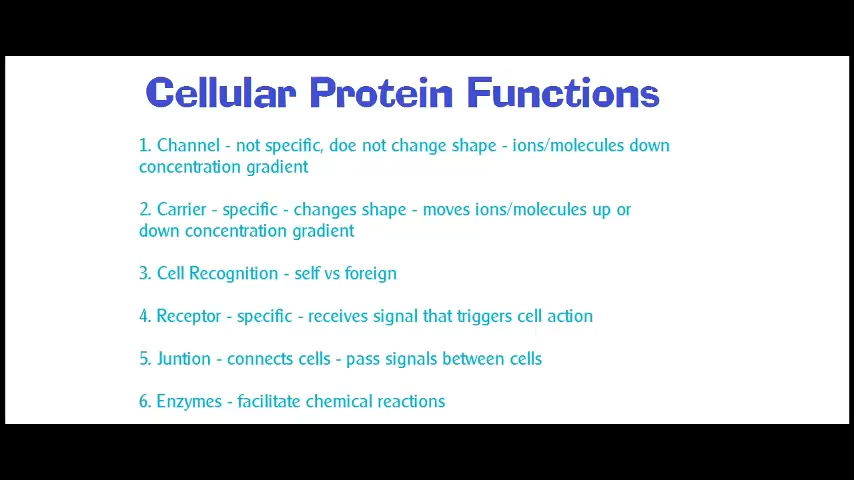 Cellular Protein Functions
1. Channel - not specific, doe not change shape - ions/molecules down
concentration gradient
2. Carrier - specific - changes shape - moves ions/molecules up or
down concentration gradient
3. Cell Recognition - self vs foreign
4. Receptor - specific - receives signal that triggers cell action
5. Juntion - connects cells - pass signals between cells
6. Enzymes - facilitate chemical reactions